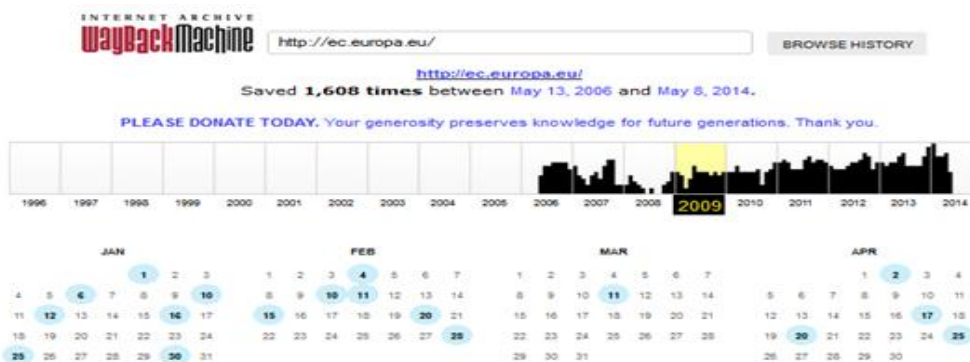 INTERNET ARCHIVE
WayBackMachine
http://ec.europa.eu/
BROWSE HISTORY
http://ec.europa.eu/
Saved 1,608 times between May 13, 2006 and May 8, 2014.
PLEASE DONATE TODAY. Your generosity preserves knowledge for future generations. Thank you.
1996 1997 1998 1999 2000 2001 2002 2003 2004 2005 2006 2007 2008 2009 2010 2011 2012 2013 2014
JAN FEB MAR APR
1 2 3 1 2 3 4 5 6 7 1 2 3 4 5 6 7 1 2 3 4
4 5 6 7 8 9 10 8 9 10 11 12 13 14 8 9 10 11 12 13 14 5 6 7 8 9 10 11
11 12 13 14 15 16 17 15 16 17 18 19 20 21 15 16 17 18 19 20 21 12 13 14 15 16 17 18
18 19 20 21 22 23 24 22 23 24 25 26 27 28 22 23 24 25 26 27 28 19 20 21 22 23 24 25
25 26 27 28 29 30 31 29 30 31 26 27 28 29 30